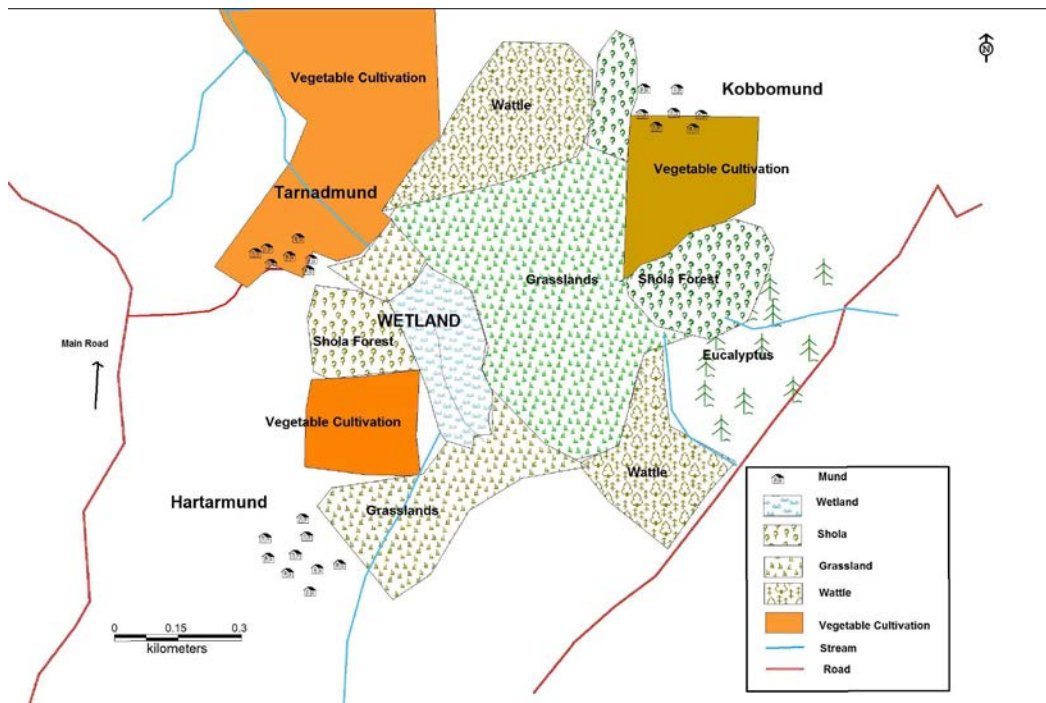 N
Vegetable Cultivation
Wattle
Kobbomund
Vegetable Cultivation
Tarnadmund
Grasslands
Shola Forest
WETLAND
Shola Forest
Main Road
Eucalyptus
Vegetable Cultivation
Wattle
Hartarmund
Grasslands
0 0.15 0.3
kilometers
Mund
Wetland
Shola
Grassland
Wattle
Vegetable Cultivation
Stream
Road